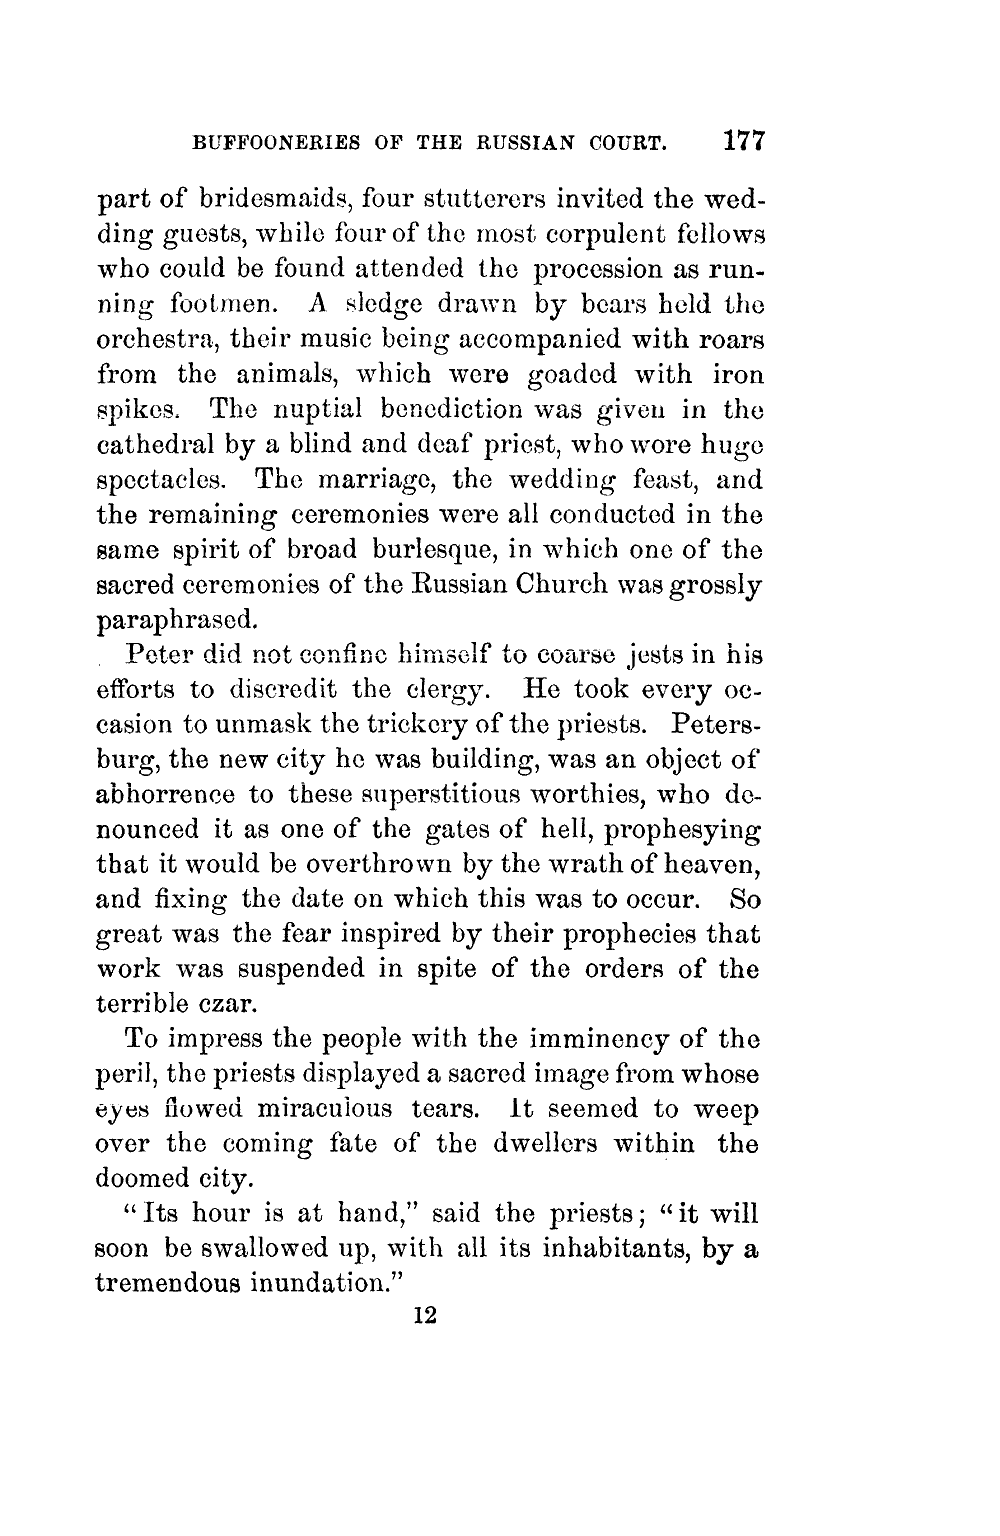 BUFFOONERIES OF THE RUSSIAN COURT. 177
part of bridesmaids, four stutterers invited the wed-
ding guests, while four of the most corpulent fellows
who could be found attended the procession as run-
ning footmen. A sledge drawn by bears held the
orchestra, their music being accompanied with roars
from the animals, which were goaded with iron
spikes. The nuptial benediction was given in the
cathedral by a blind and deaf priest, who wore huge
spectacles. The marriage, the wedding feast, and
the remaining ceremonies were all conducted in the
same spirit of broad burlesque, in which one of the
sacred ceremonies of the Russian Church was grossly
paraphrased.
Peter did not confine himself to coarse jests in his
efforts to discredit the clergy. He took every oc-
casion to unmask the trickery of the priests. Peters-
burg, the new city he was building, was an object of
abhorrence to these superstitious worthies, who de-
nounced it as one of the gates of hell, prophesying
that it would be overthrown by the wrath of heaven,
and fixing the date on which this was to occur. So
great was the fear inspired by their prophecies that
work was suspended in spite of the orders of the
terrible czar.
To impress the people with the imminency of the
peril, the priests displayed a sacred image from whose
eyes flowed miraculous tears. It seemed to weep
over the coming fate of the dwellers within the
doomed city.
“Its hour is at hand,” said the priests; “it will
soon be swallowed up, with all its inhabitants, by a
tremendous inundation.”
12